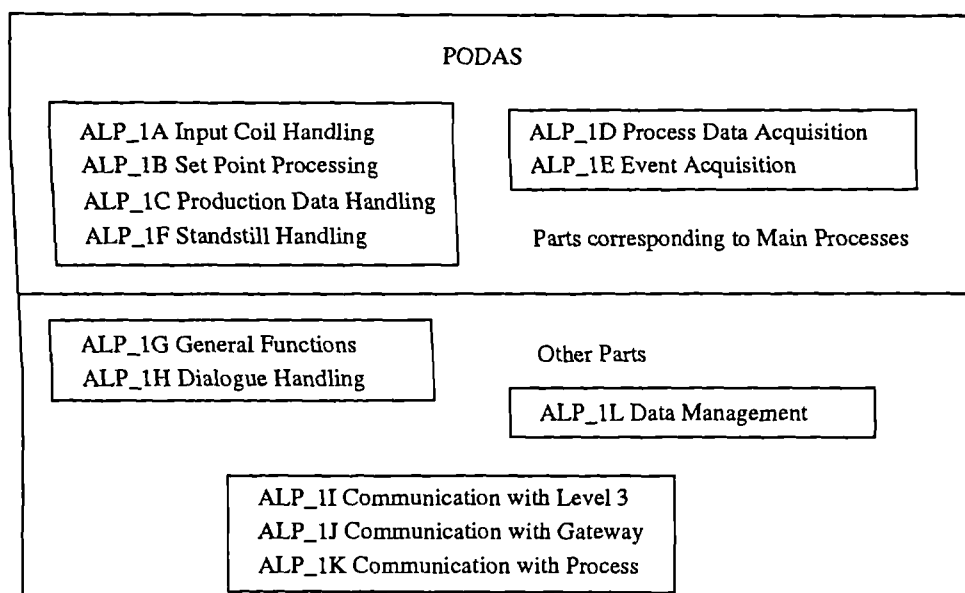 PODAS
ALP_1A Input Coil Handling
ALP_1B Set Point Processing
ALP_1C Production Data Handling
ALP_1F Standstill Handling
ALP_1D Process Data Acquisition
ALP_1E Event Acquisition
Parts corresponding to Main Processes
ALP_1G General Functions
ALP_1H Dialogue Handling
Other Parts
ALP_1L Data Management
ALP_1I Communication with Level 3
ALP_1J Communication with Gateway
ALP_1K Communication with Process